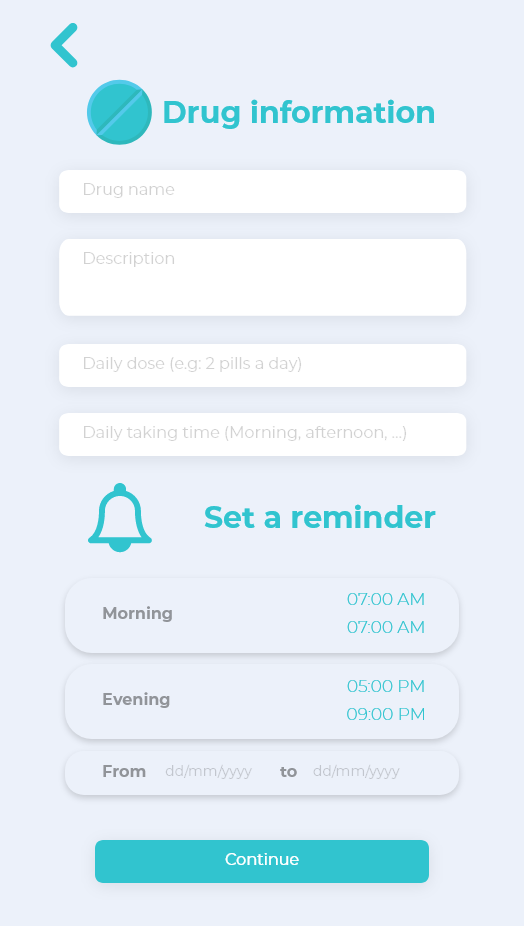 Drug information
Drug name
Description
Daily dose (e.g: 2 pills a day)
Daily taking time (Morning, afternoon, ...)
Set a reminder
Morning
07:00 AM
07:00 AM
Evening
05:00 PM
09:00 PM
From dd/mm/yyyy to dd/mm/yyyy
Continue